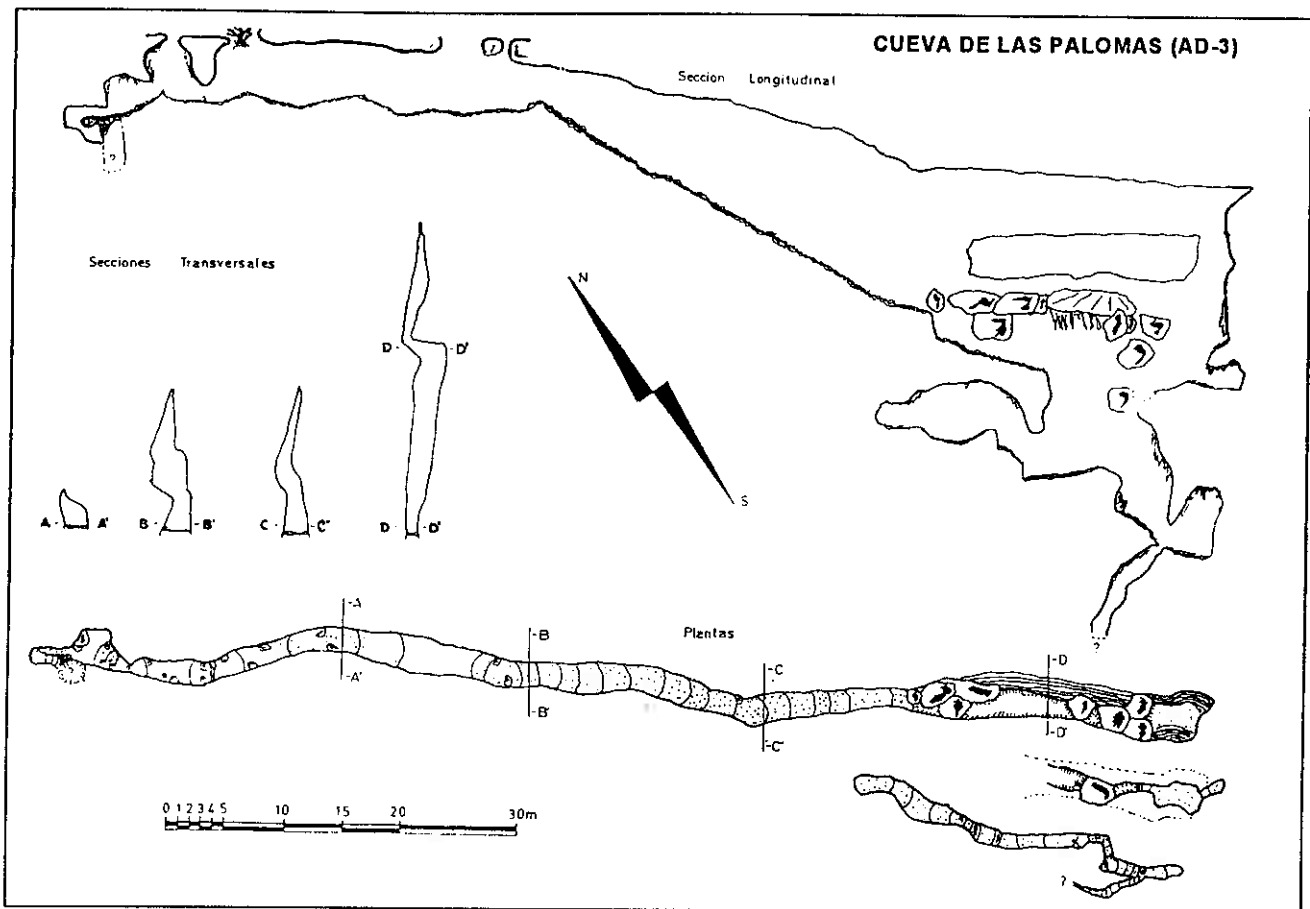 CUEVA DE LAS PALOMAS (AD-3)
Seccion Longitudinal
?
Secciones Transversales
N
S
D - - D'
A - - A'
B - - B'
C - - C'
D - - D'
?
Plantas
-A
-A'
-B
-B'
-C
-C'
-D
-D'
0 1 2 3 4 5 10 15 20 30m
?